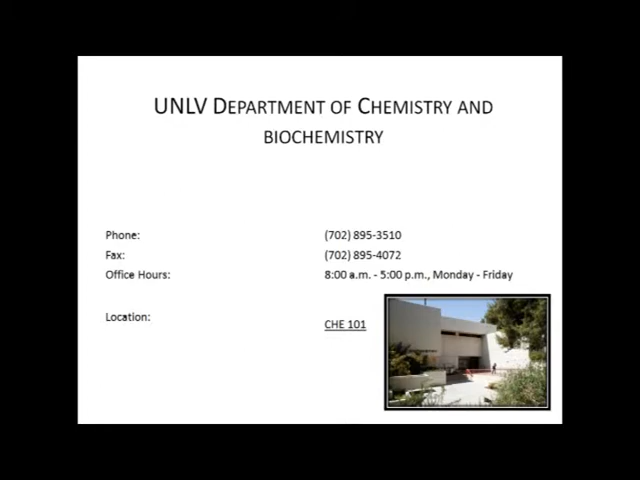 UNLV DEPARTMENT OF CHEMISTRY AND
BIOCHEMISTRY
Phone: (702) 895-3510
Fax: (702) 895-4072
Office Hours: 8:00 a.m. - 5:00 p.m., Monday - Friday
Location: CHE 101